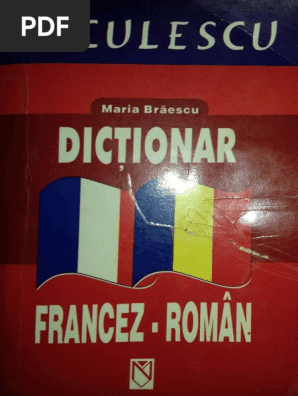 PDF
CULESCU
Maria Brăescu
DICȚIONAR
FRANCEZ - ROMÂN